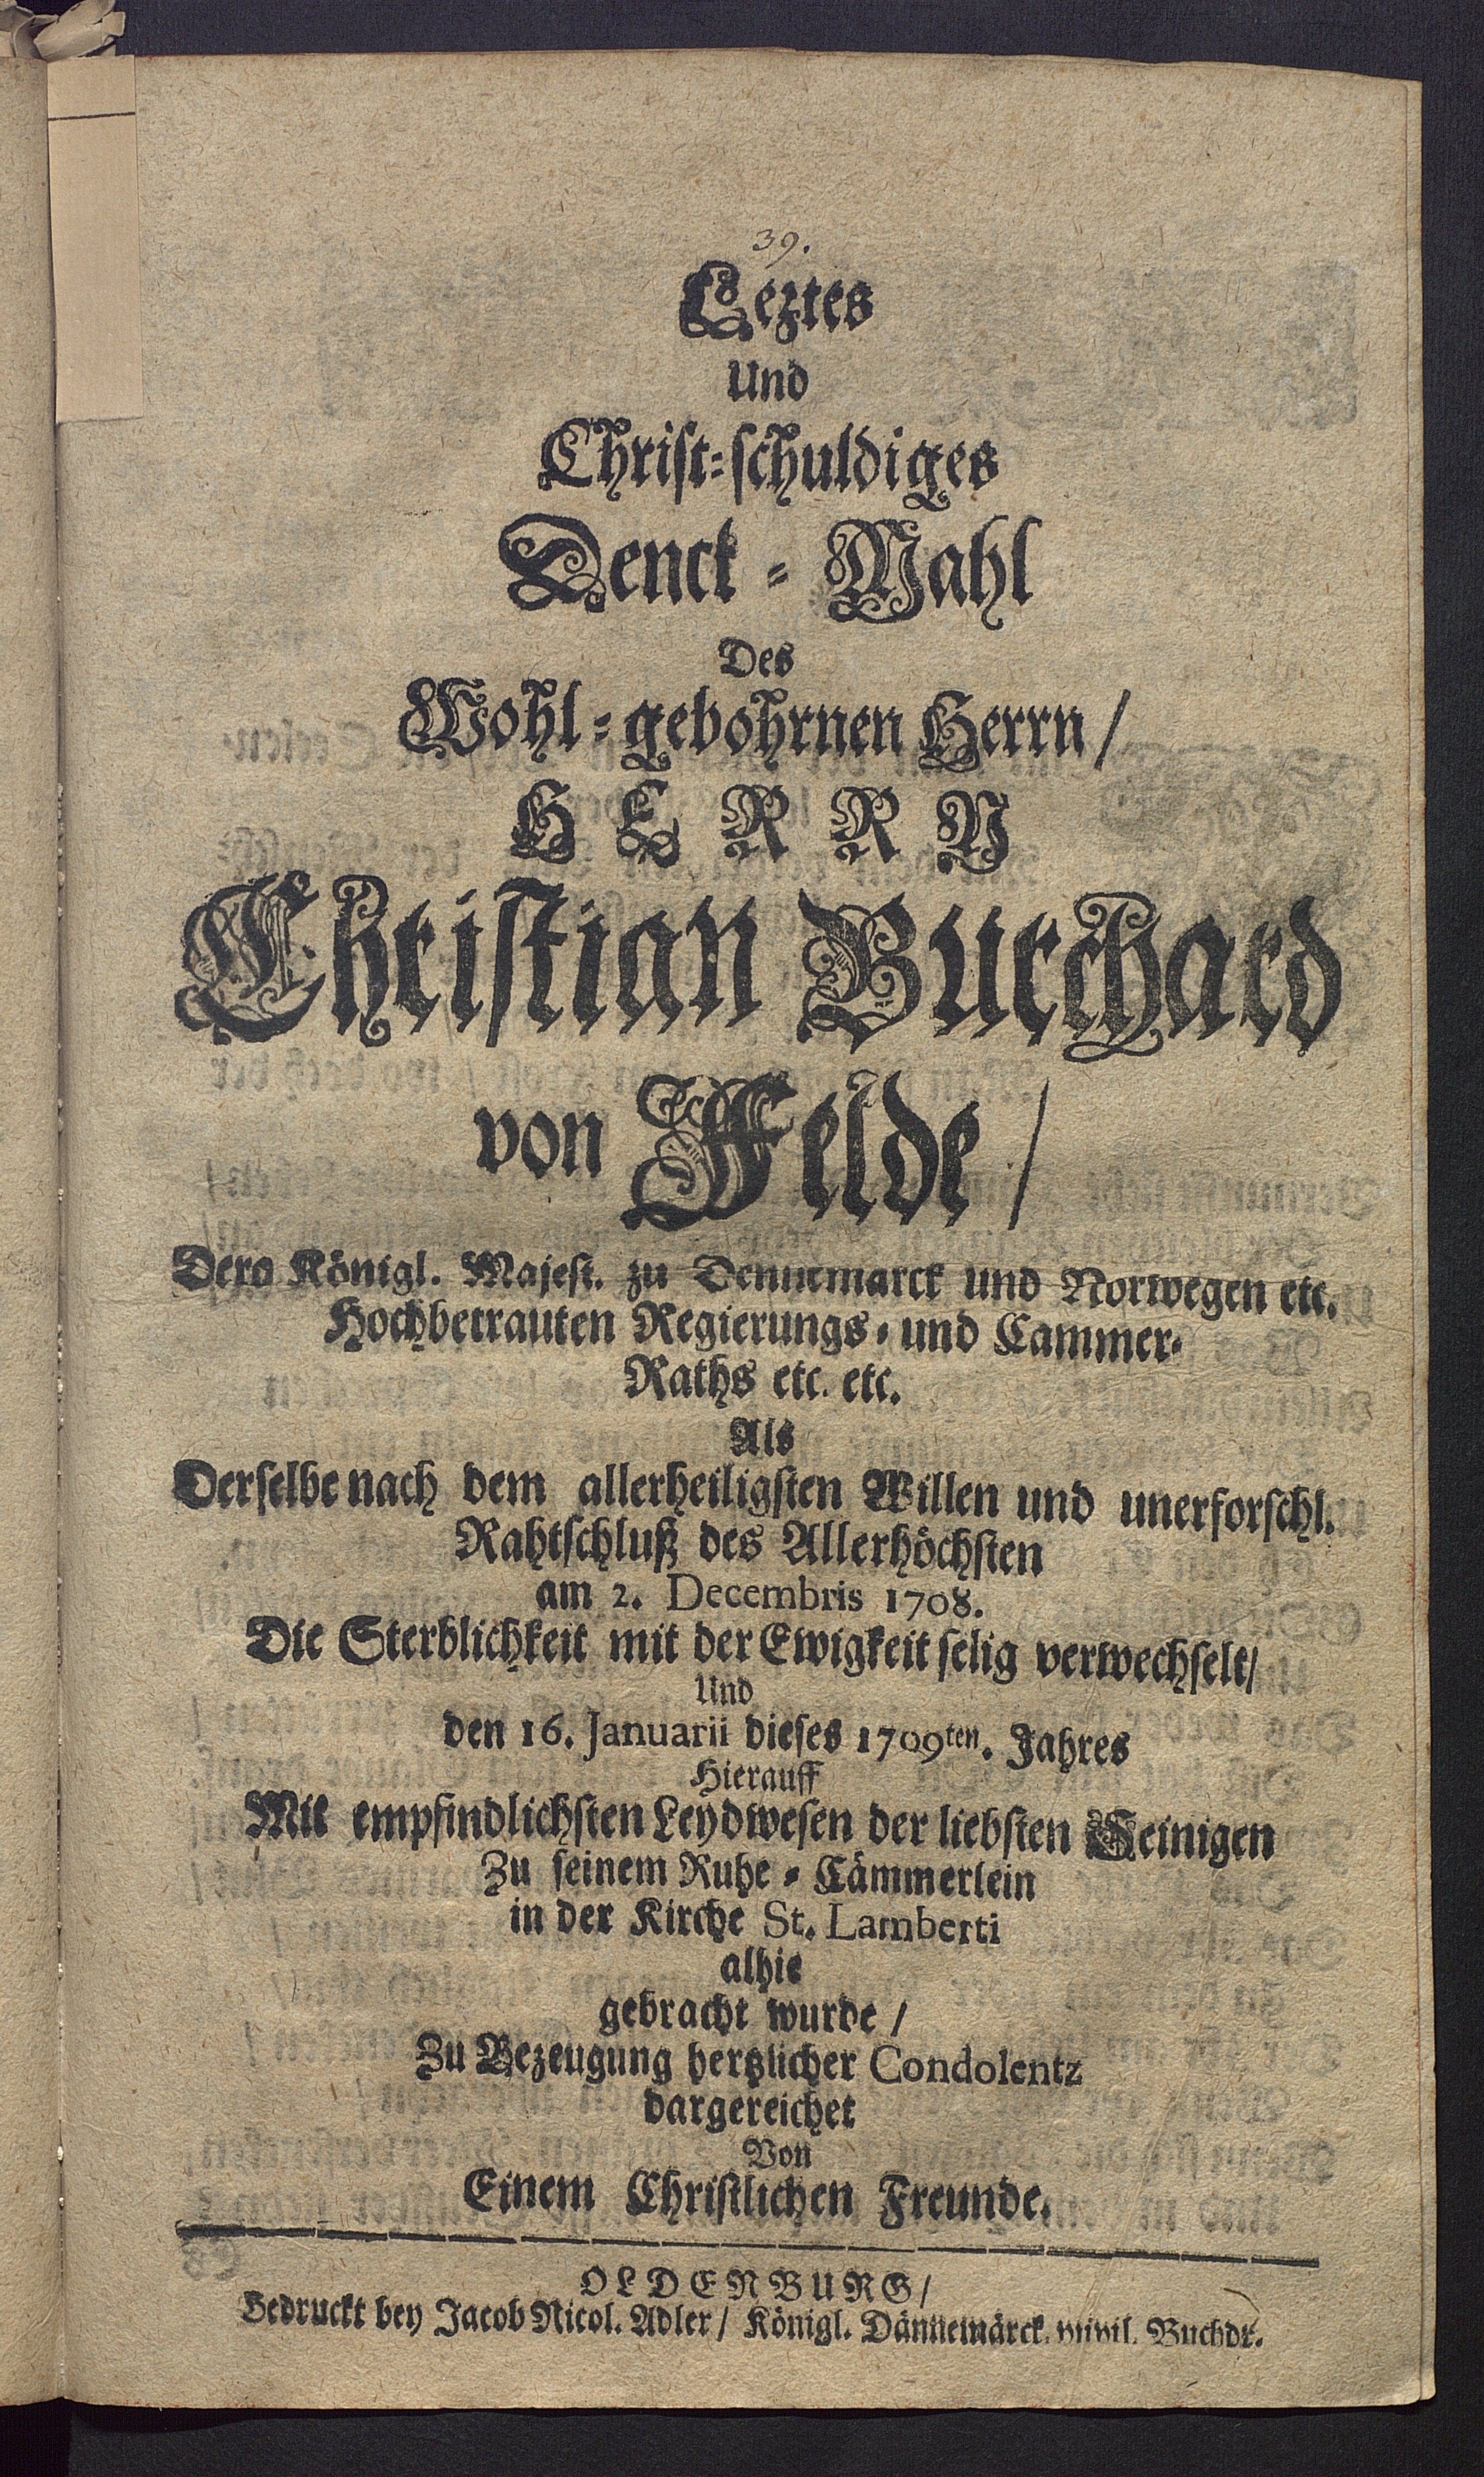 39.
Leztes
Und
Christ-schuldiges
Denck-Mahl
Des
Wohl-gebohrnen Herrn/
HERRN
Christian Burchard
von Felde/
Dero Königl. Majest. zu Dennemarck und Norwegen etc.
Hochbetrauten Regierungs- und Cammer-
Raths etc. etc.
Als
Derselbe nach dem allerheiligsten Willen und unerforschl.
Rahtschluß des Allerhöchsten
am 2. Decembris 1708.
Die Sterblichkeit mit der Ewigkeit selig verwechselt/
Und
den 16. Januarii dieses 1709ten. Jahres
Hierauff
Mit empfindlichsten Leydwesen der liebsten Seinigen
Zu seinem Ruhe-Cämmerlein
in der Kirche St. Lamberti
alhie
gebracht wurde/
Zu Bezeugung hertzlicher Condolentz
dargereichet
Von
Einem Christlichen Freunde.
OLDENBURG/
Gedruckt bey Jacob Nicol. Adler/ Königl. Dännemärck. privil. Buchdr.